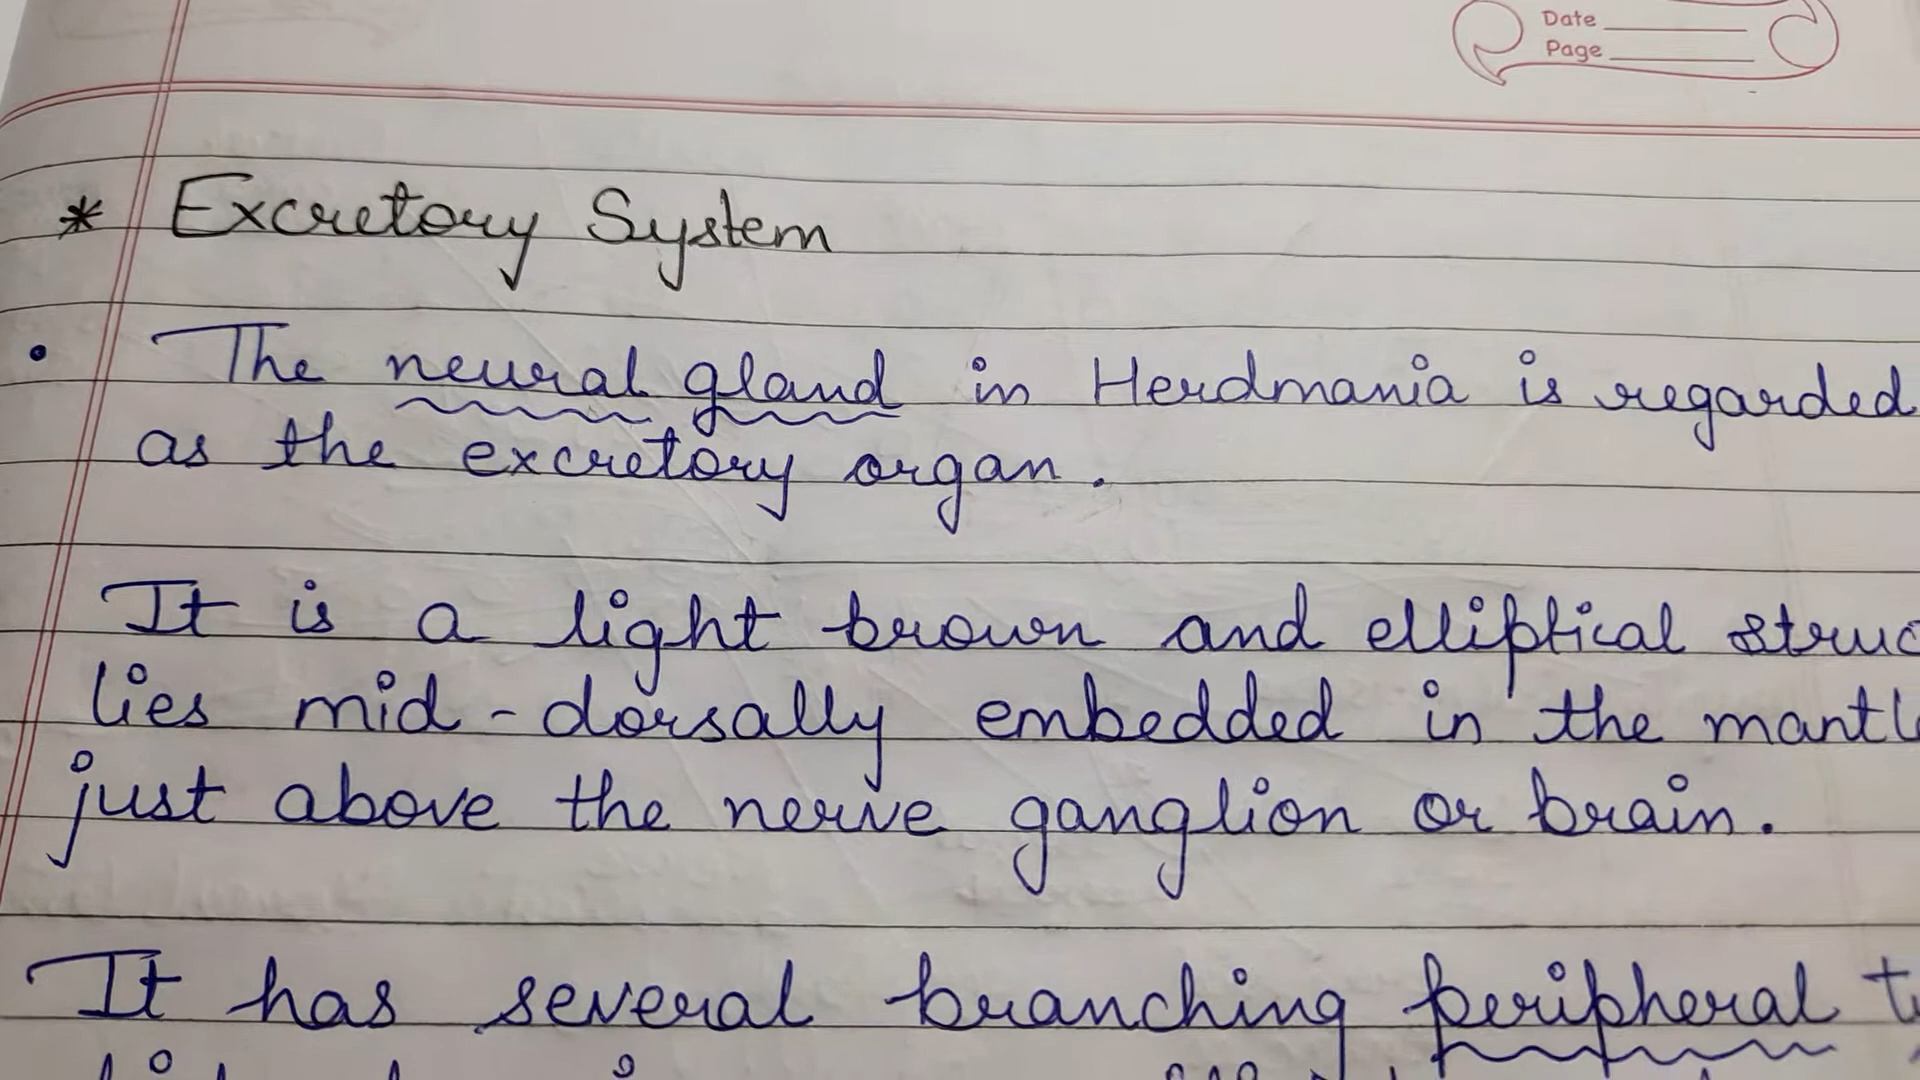 Date
Page
* Excretory System
• The neural gland in Herdmania is regarded
as the excretory organ.
It is a light brown and elliptical struc
lies mid-dorsally embedded in the mantl
just above the nerve ganglion or brain.
It has several branching peripheral t